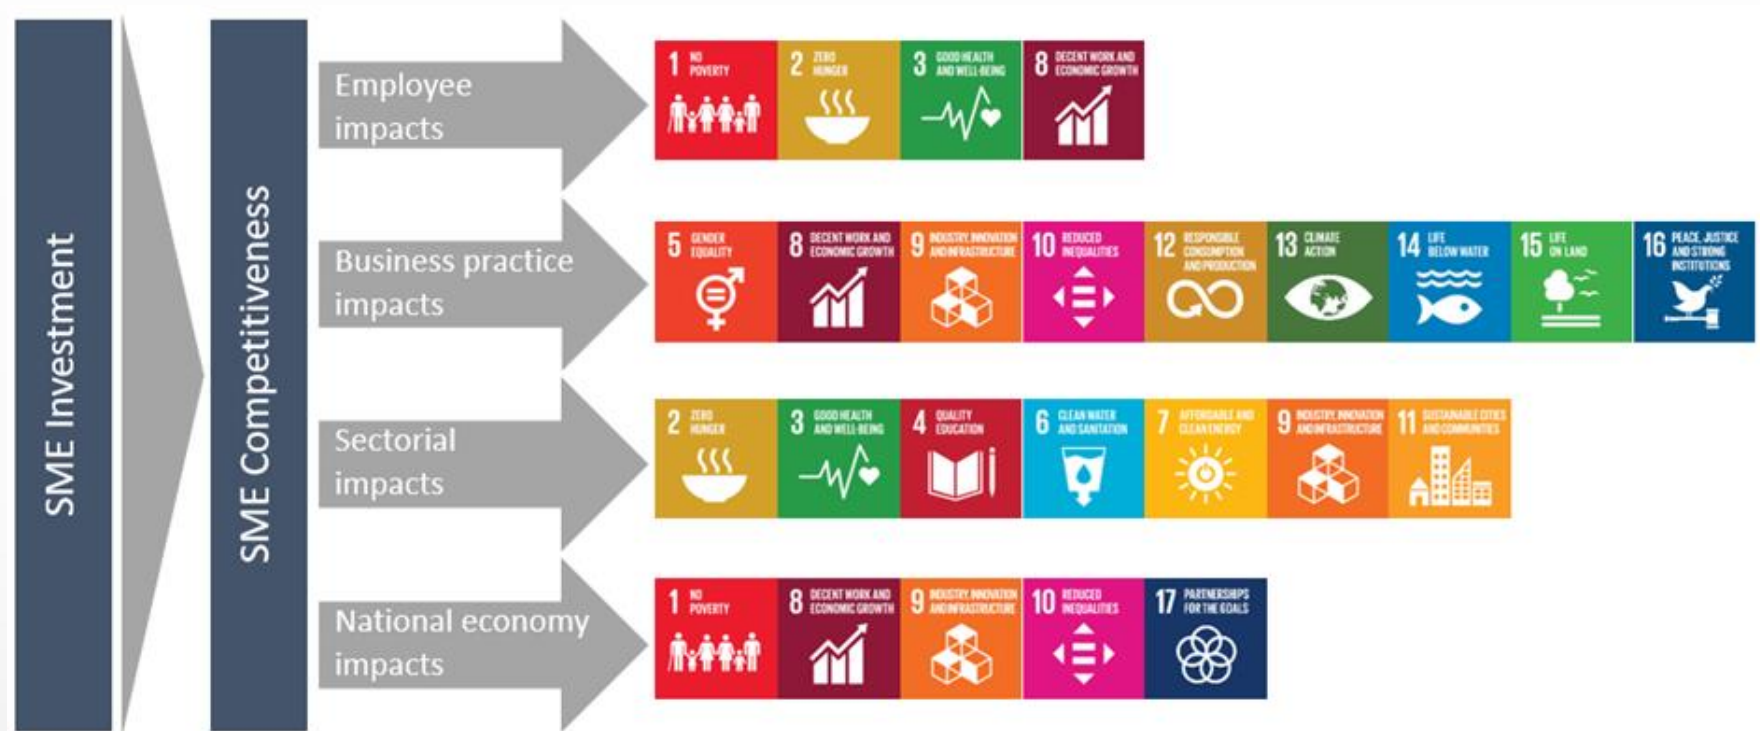 SME Investment
SME Competitiveness
Employee
impacts
1 NO
POVERTY
2 ZERO
HUNGER
3 GOOD HEALTH
AND WELL-BEING
8 DECENT WORK AND
ECONOMIC GROWTH
Business practice
impacts
5 GENDER
EQUALITY
8 DECENT WORK AND
ECONOMIC GROWTH
9 INDUSTRY, INNOVATION
AND INFRASTRUCTURE
10 REDUCED
INEQUALITIES
12 RESPONSIBLE
CONSUMPTION
AND PRODUCTION
13 CLIMATE
ACTION
14 LIFE
BELOW WATER
15 LIFE
ON LAND
16 PEACE, JUSTICE
AND STRONG
INSTITUTIONS
Sectorial
impacts
2 ZERO
HUNGER
3 GOOD HEALTH
AND WELL-BEING
4 QUALITY
EDUCATION
6 CLEAN WATER
AND SANITATION
7 AFFORDABLE AND
CLEAN ENERGY
9 INDUSTRY, INNOVATION
AND INFRASTRUCTURE
11 SUSTAINABLE CITIES
AND COMMUNITIES
National economy
impacts
1 NO
POVERTY
8 DECENT WORK AND
ECONOMIC GROWTH
9 INDUSTRY, INNOVATION
AND INFRASTRUCTURE
10 REDUCED
INEQUALITIES
17 PARTNERSHIPS
FOR THE GOALS